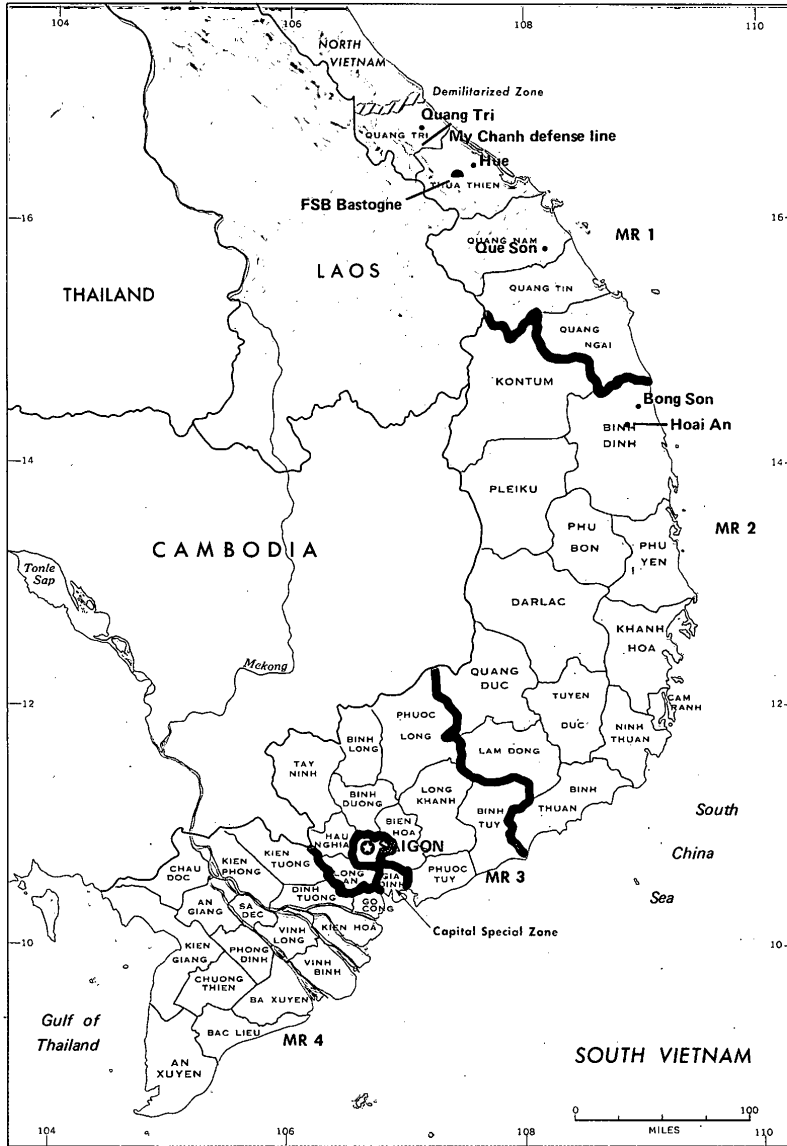 104
106
108
110
NORTH
VIETNAM
Demilitarized Zone
Quang Tri
QUANG TRI
My Chanh defense line
Hue
THUA THIEN
FSB Bastogne
16
16
MR 1
QUANG NAM
Que Son
LAOS
THAILAND
QUANG TIN
QUANG
NGAI
KONTUM
Bong Son
BINH
DINH
Hoai An
14
14
PLEIKU
MR 2
PHU
BON
PHU
YEN
CAMBODIA
Tonle
Sap
DARLAC
KHANH
HOA
Mekong
QUANG
DUC
12
12
TUYEN
DUC
CAM
RANH
NINH
THUAN
PHUOC
LONG
BINH
LONG
LAM DONG
TAY
NINH
BINH
DUONG
LONG
KHANH
BINH
TUY
BINH
THUAN
BIEN
HOA
HAU
NGHIA
SAIGON
South
China
Sea
KIEN
TUONG
LONG
AN
GIA
DINH
PHUOC
TUY
MR 3
CHAU
DOC
KIEN
PHONG
DINH
TUONG
GO
CONG
AN
GIANG
SA
DEC
VINH
LONG
KIEN HOA
Capital Special Zone
10
10
KIEN
GIANG
PHONG
DINH
VINH
BINH
CHUONG
THIEN
BA XUYEN
BAC LIEU
MR 4
Gulf of
Thailand
AN
XUYEN
SOUTH VIETNAM
0
100
MILES
104
106
108
110